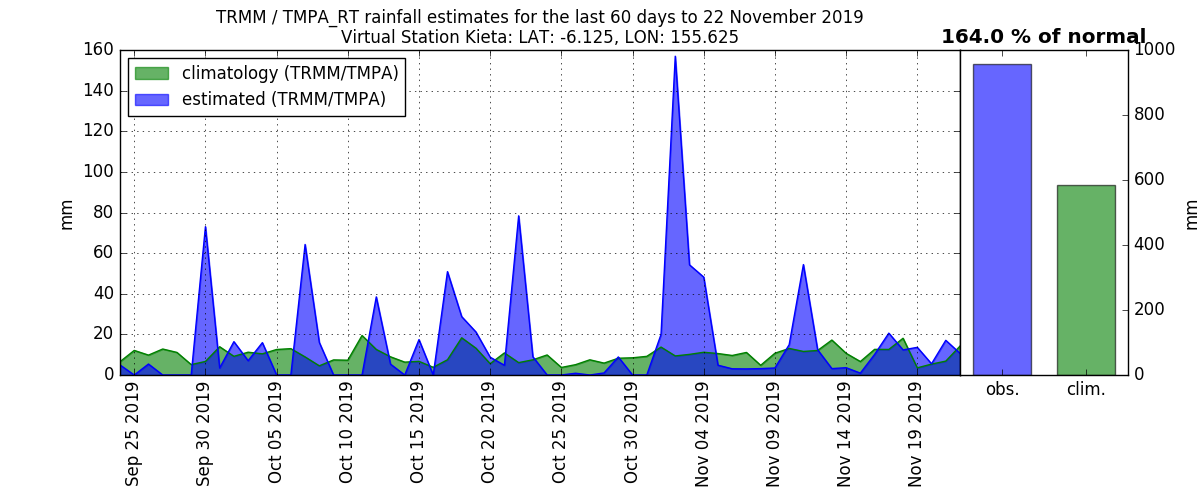 TRMM / TMPA_RT rainfall estimates for the last 60 days to 22 November 2019
Virtual Station Kieta: LAT: -6.125, LON: 155.625
164.0 % of normal
climatology (TRMM/TMPA)
estimated (TRMM/TMPA)
160
140
120
100
80
60
40
20
0
mm
Sep 25 2019
Sep 30 2019
Oct 05 2019
Oct 10 2019
Oct 15 2019
Oct 20 2019
Oct 25 2019
Oct 30 2019
Nov 04 2019
Nov 09 2019
Nov 14 2019
Nov 19 2019
1000
800
600
400
200
0
mm
obs.
clim.